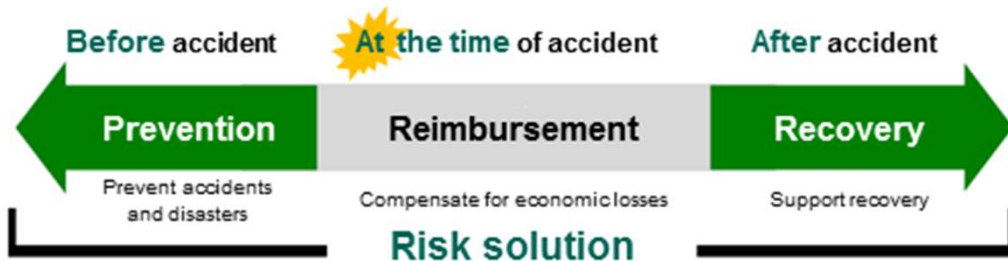 Before accident
At the time of accident
After accident
Prevention
Reimbursement
Recovery
Prevent accidents
and disasters
Compensate for economic losses
Support recovery
Risk solution